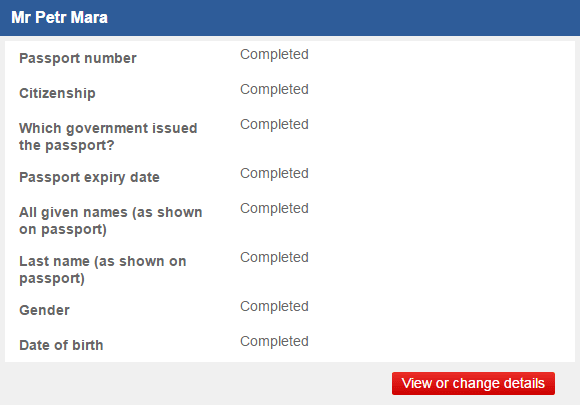 Mr Petr Mara
Passport number Completed
Citizenship Completed
Which government issued Completed
the passport?
Passport expiry date Completed
All given names (as shown Completed
on passport)
Last name (as shown on Completed
passport)
Gender Completed
Date of birth Completed
View or change details